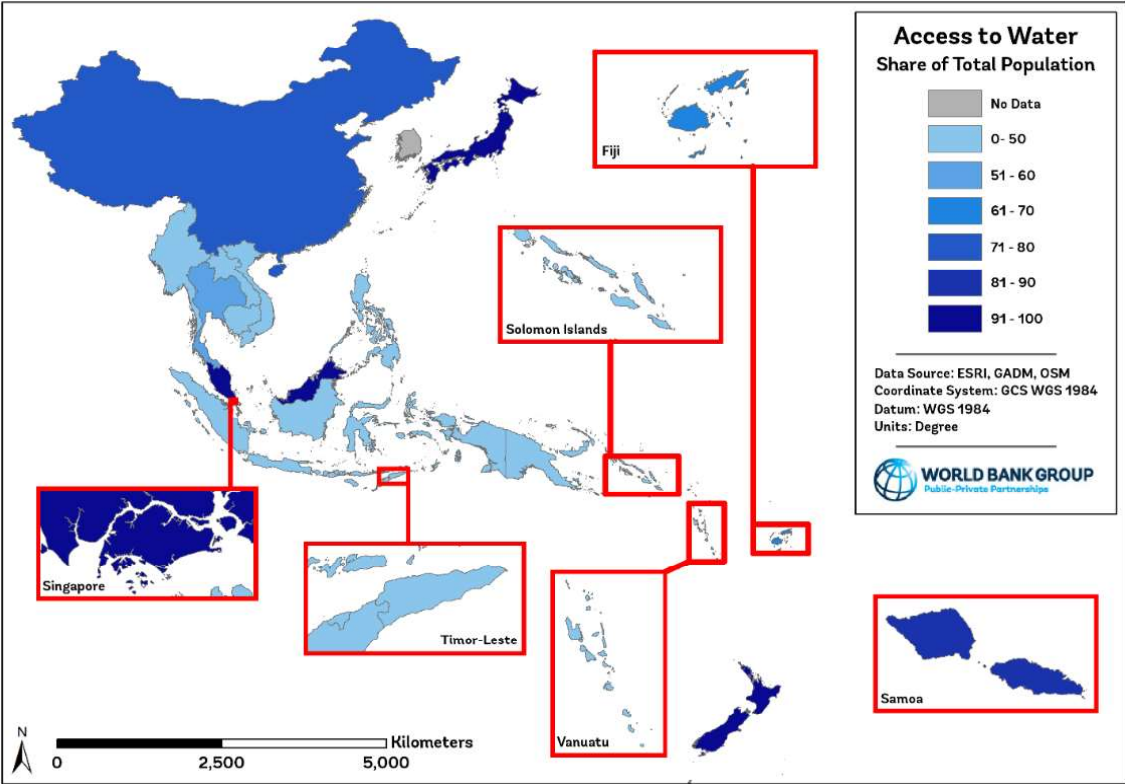 Access to Water
Share of Total Population
No Data
0- 50
51 - 60
61 - 70
71 - 80
81 - 90
91 - 100
Data Source: ESRI, GADM, OSM
Coordinate System: GCS WGS 1984
Datum: WGS 1984
Units: Degree
WORLD BANK GROUP
Public-Private Partnerships
Fiji
Solomon Islands
Singapore
Timor-Leste
Vanuatu
Samoa
N
Kilometers
0 2,500 5,000